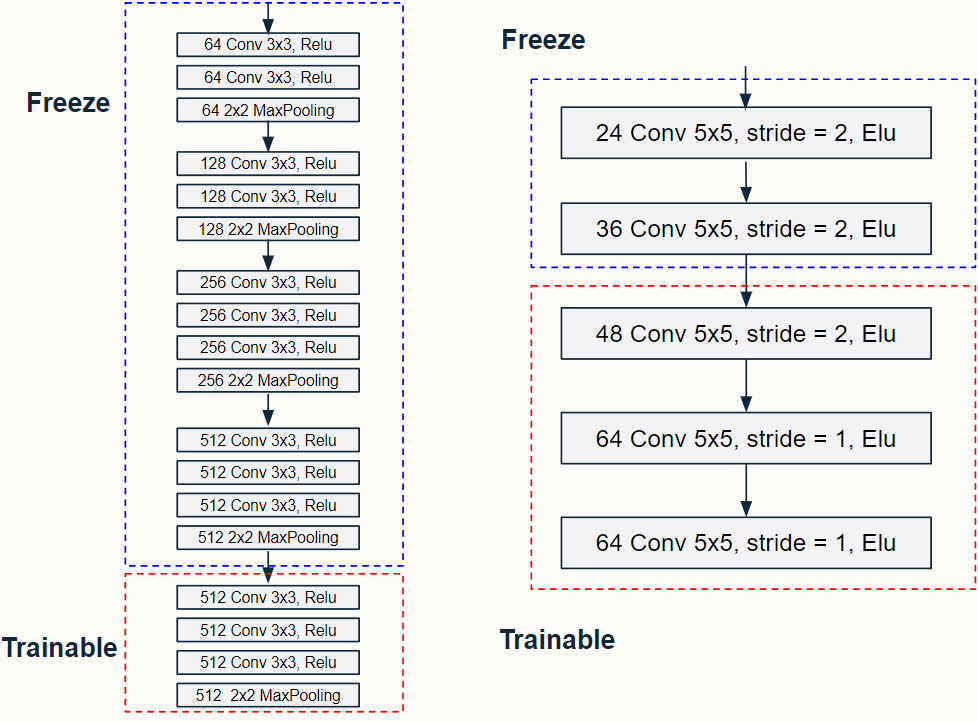 Freeze
64 Conv 3x3, Relu
64 Conv 3x3, Relu
64 2x2 MaxPooling
128 Conv 3x3, Relu
128 Conv 3x3, Relu
128 2x2 MaxPooling
256 Conv 3x3, Relu
256 Conv 3x3, Relu
256 Conv 3x3, Relu
256 2x2 MaxPooling
512 Conv 3x3, Relu
512 Conv 3x3, Relu
512 Conv 3x3, Relu
512 2x2 MaxPooling
Trainable
512 Conv 3x3, Relu
512 Conv 3x3, Relu
512 Conv 3x3, Relu
512 2x2 MaxPooling
Freeze
24 Conv 5x5, stride = 2, Elu
36 Conv 5x5, stride = 2, Elu
48 Conv 5x5, stride = 2, Elu
64 Conv 5x5, stride = 1, Elu
64 Conv 5x5, stride = 1, Elu
Trainable